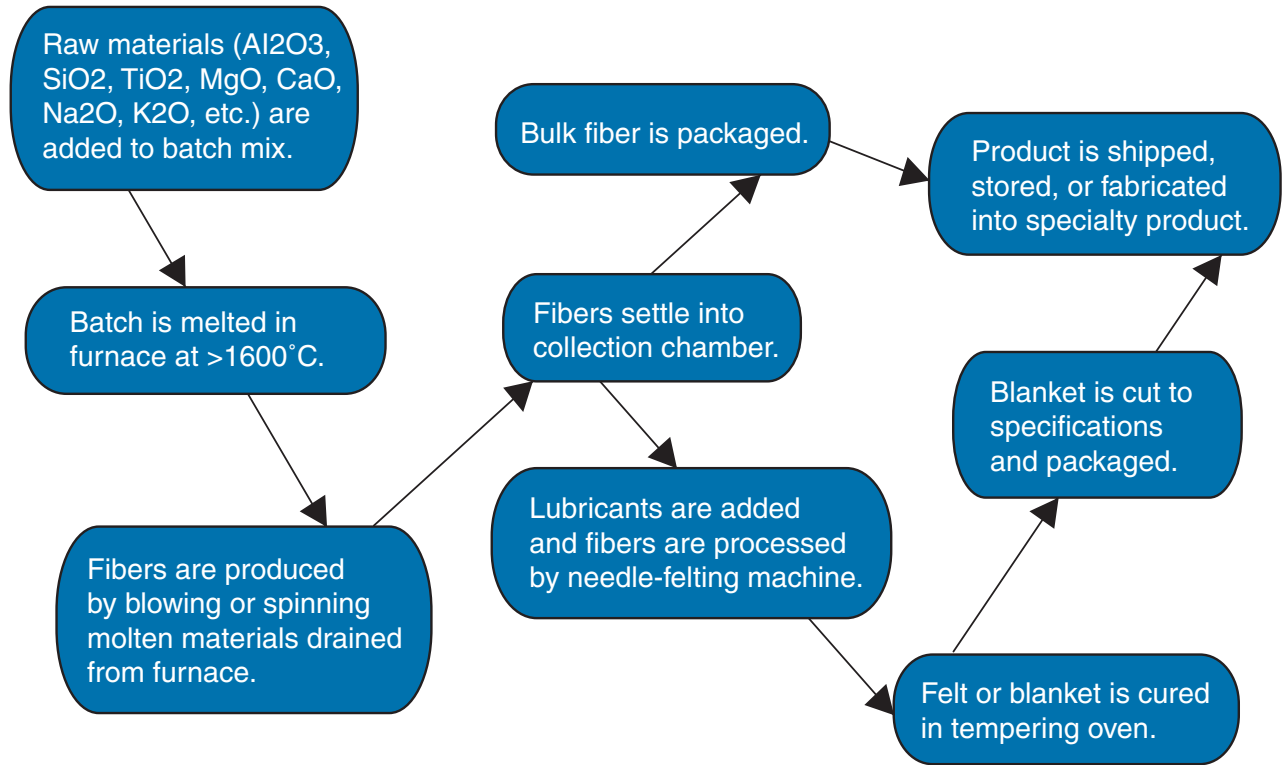 Raw materials (Al2O3,
SiO2, TiO2, MgO, CaO,
Na2O, K2O, etc.) are
added to batch mix.
Batch is melted in
furnace at >1600˚C.
Fibers are produced
by blowing or spinning
molten materials drained
from furnace.
Fibers settle into
collection chamber.
Bulk fiber is packaged.
Lubricants are added
and fibers are processed
by needle-felting machine.
Felt or blanket is cured
in tempering oven.
Blanket is cut to
specifications
and packaged.
Product is shipped,
stored, or fabricated
into specialty product.